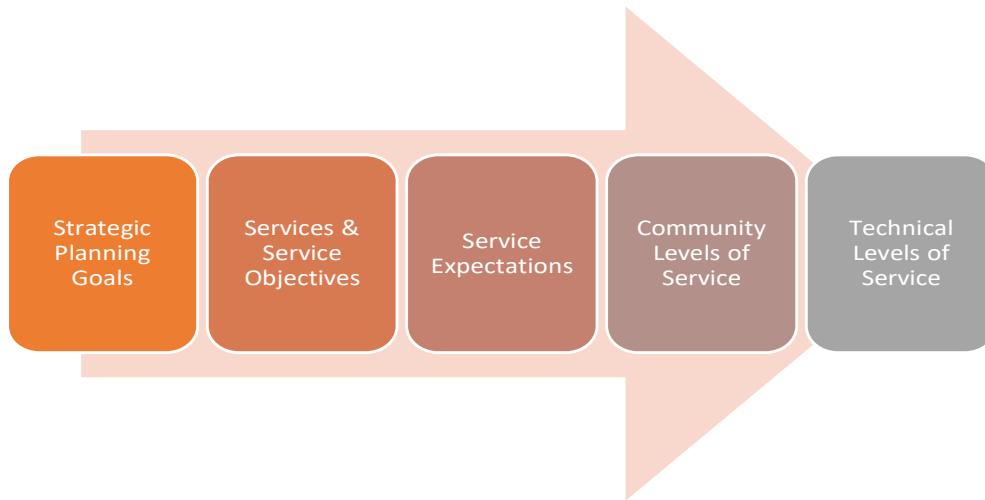 Strategic
Planning
Goals
Services &
Service
Objectives
Service
Expectations
Community
Levels of
Service
Technical
Levels of
Service